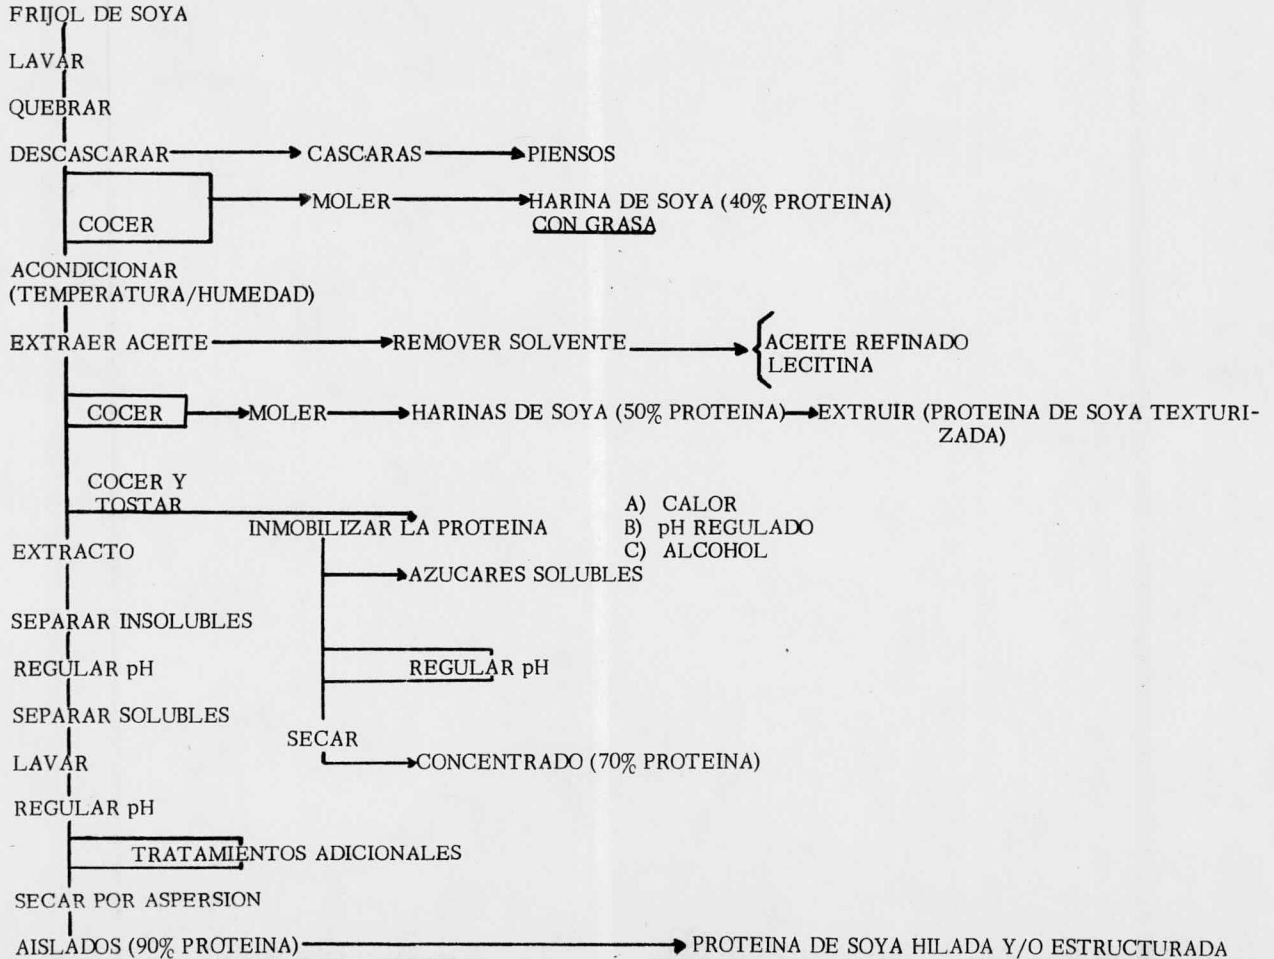 FRIJOL DE SOYA
LAVAR
QUEBRAR
DESCASCARAR CASCARAS PIENSOS
MOLER HARINA DE SOYA (40% PROTEINA)
COCER CON GRASA
ACONDICIONAR
(TEMPERATURA/HUMEDAD)
EXTRAER ACEITE REMOVER SOLVENTE ACEITE REFINADO
LECITINA
COCER MOLER HARINAS DE SOYA (50% PROTEINA) EXTRUIR (PROTEINA DE SOYA TEXTURI-
ZADA)
COCER Y
TOSTAR A) CALOR
INMOBILIZAR LA PROTEINA B) pH REGULADO
EXTRACTO C) ALCOHOL
AZUCARES SOLUBLES
SEPARAR INSOLUBLES
REGULAR pH REGULAR pH
SEPARAR SOLUBLES
SECAR
LAVAR CONCENTRADO (70% PROTEINA)
REGULAR pH
TRATAMIENTOS ADICIONALES
SECAR POR ASPERSION
AISLADOS (90% PROTEINA) PROTEINA DE SOYA HILADA Y/O ESTRUCTURADA